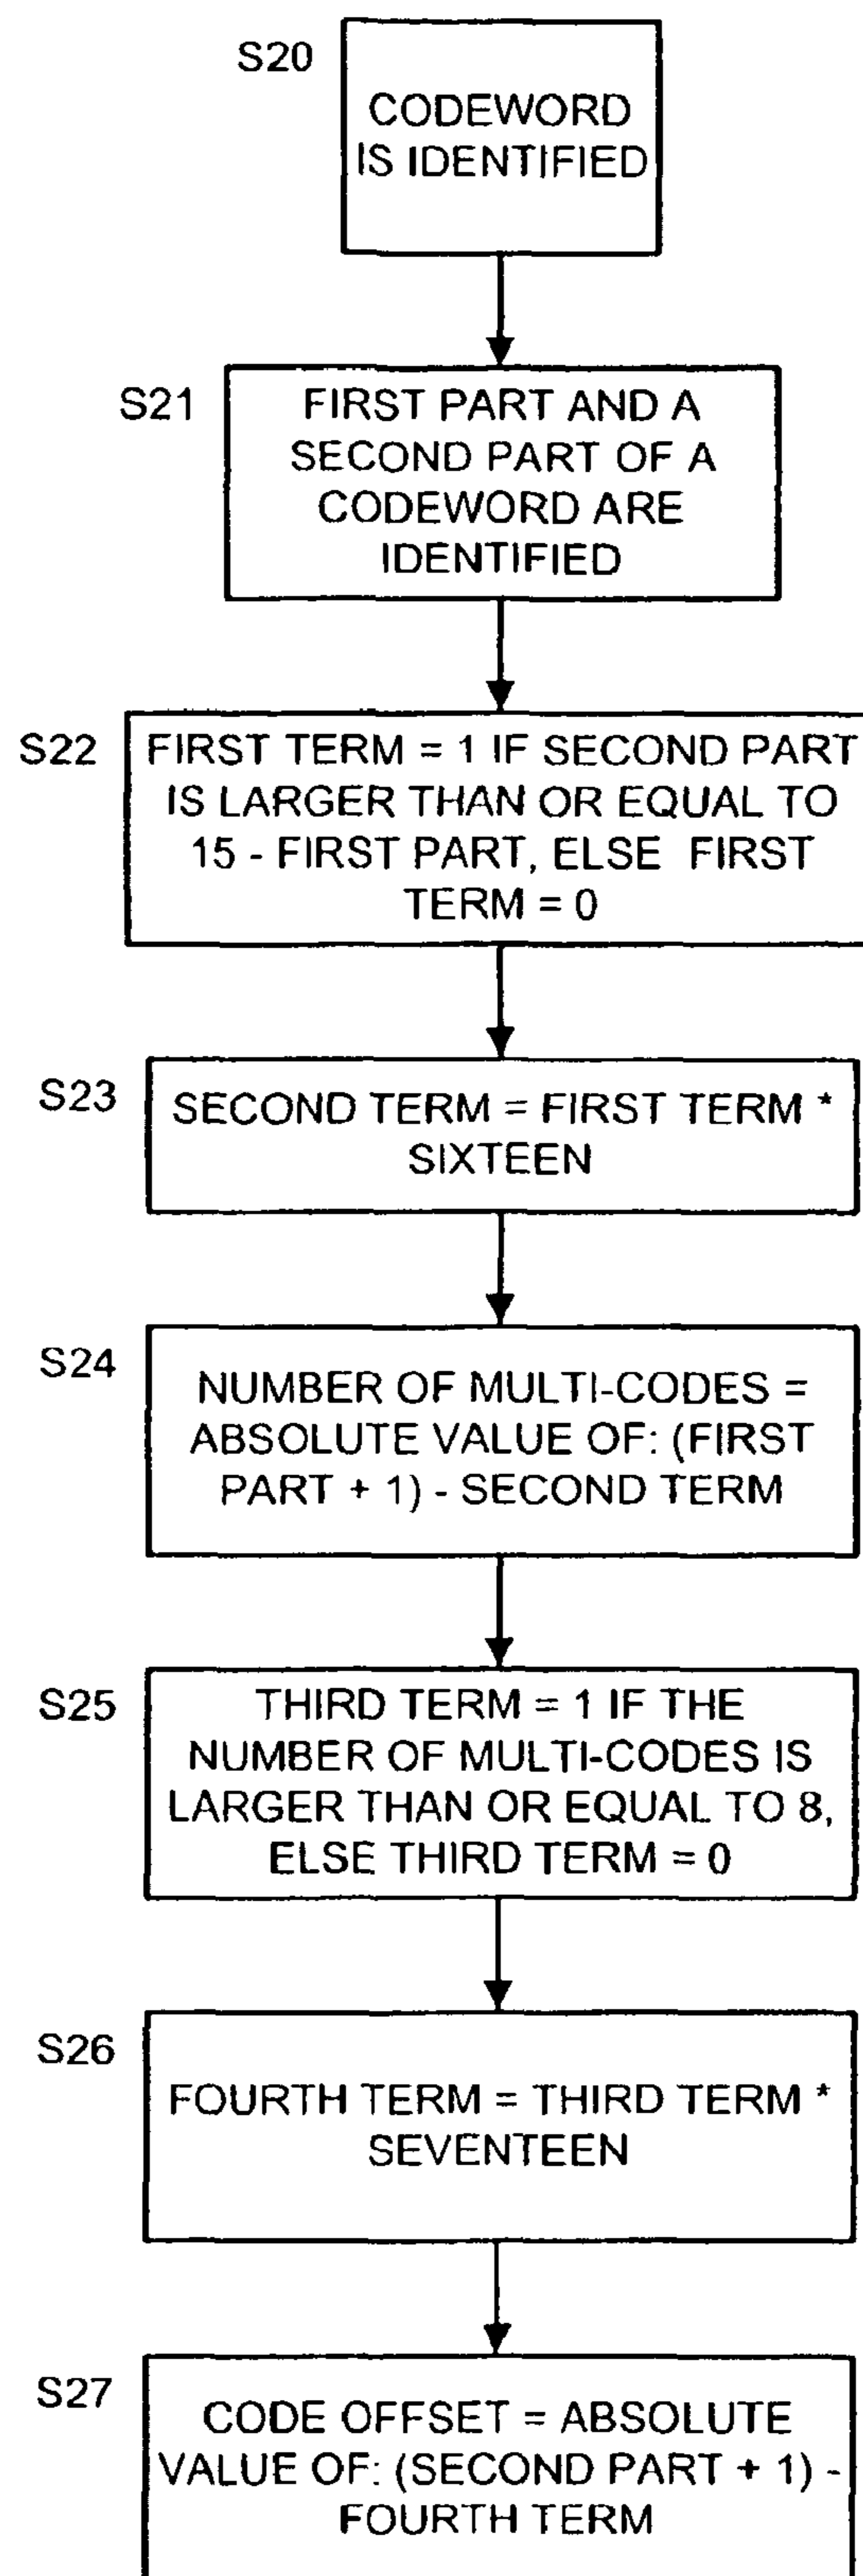 S20
CODEWORD
IS IDENTIFIED
S21
FIRST PART AND A
SECOND PART OF A
CODEWORD ARE
IDENTIFIED
S22
FIRST TERM = 1 IF SECOND PART
IS LARGER THAN OR EQUAL TO
15 - FIRST PART, ELSE FIRST
TERM = 0
S23
SECOND TERM = FIRST TERM *
SIXTEEN
S24
NUMBER OF MULTI-CODES =
ABSOLUTE VALUE OF: (FIRST
PART + 1) - SECOND TERM
S25
THIRD TERM = 1 IF THE
NUMBER OF MULTI-CODES IS
LARGER THAN OR EQUAL TO 8,
ELSE THIRD TERM = 0
S26
FOURTH TERM = THIRD TERM *
SEVENTEEN
S27
CODE OFFSET = ABSOLUTE
VALUE OF: (SECOND PART + 1) -
FOURTH TERM